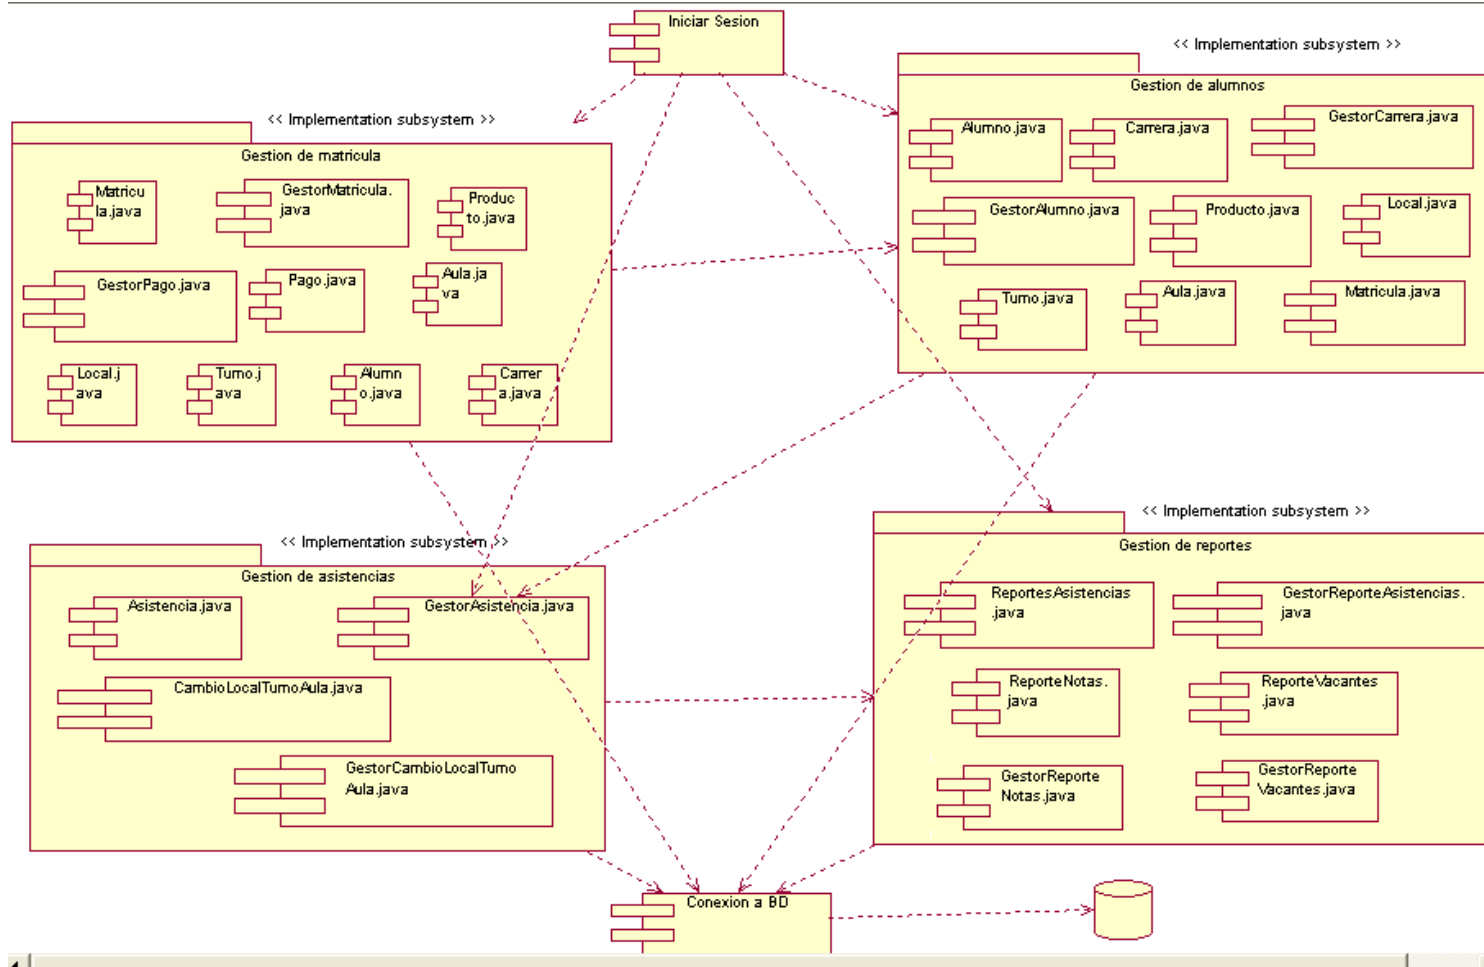 Iniciar Sesion
<< Implementation subsystem >>
Gestion de alumnos
Alumno.java
Carrera.java
GestorCarrera.java
GestorAlumno.java
Producto.java
Local.java
Turno.java
Aula.java
Matricula.java
<< Implementation subsystem >>
Gestion de matricula
Matricu
la.java
GestorMatricula.
java
Produc
to.java
GestorPago.java
Pago.java
Aula.ja
va
Local.j
ava
Turno.j
ava
Alumn
o.java
Carrer
a.java
<< Implementation subsystem >>
Gestion de asistencias
Asistencia.java
GestorAsistencia.java
CambioLocalTurnoAula.java
GestorCambioLocalTurno
Aula.java
<< Implementation subsystem >>
Gestion de reportes
ReportesAsistencias
.java
GestorReporteAsistencias.
java
ReporteNotas.
java
ReporteVacantes
.java
GestorReporte
Notas.java
GestorReporte
Vacantes.java
Conexion a BD